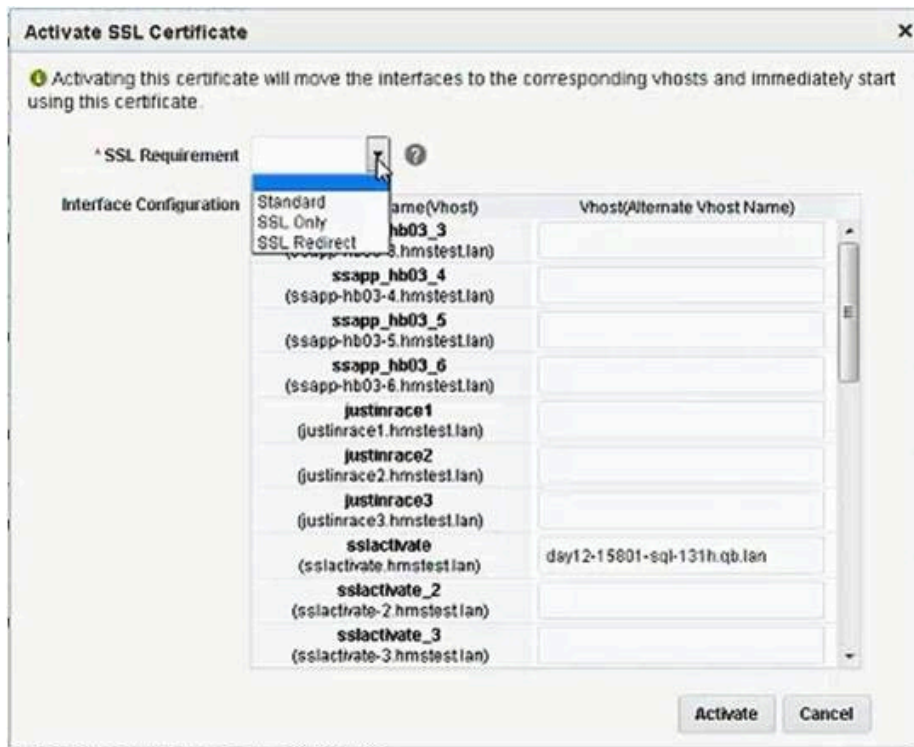 Activate SSL Certificate
Activating this certificate will move the interfaces to the corresponding vhosts and immediately start
using this certificate.
* SSL Requirement
Standard
SSL Only
SSL Redirect
Interface Configuration
ame(Vhost)
Vhost(Alternate Vhost Name)
hb03_3
3.hmstest.lan)
ssapp_hb03_4
(ssapp-hb03-4.hmstest.lan)
ssapp_hb03_5
(ssapp-hb03-5.hmstest.lan)
ssapp_hb03_6
(ssapp-hb03-6.hmstest.lan)
justinrace1
(justinrace1.hmstest.lan)
justinrace2
(justinrace2.hmstest.lan)
justinrace3
(justinrace3.hmstest.lan)
sslactivate
(sslactivate.hmstest.lan)
day12-15801-sql-131h.qb.lan
sslactivate_2
(sslactivate-2.hmstest.lan)
sslactivate_3
(sslactivate-3.hmstest.lan)
Activate
Cancel